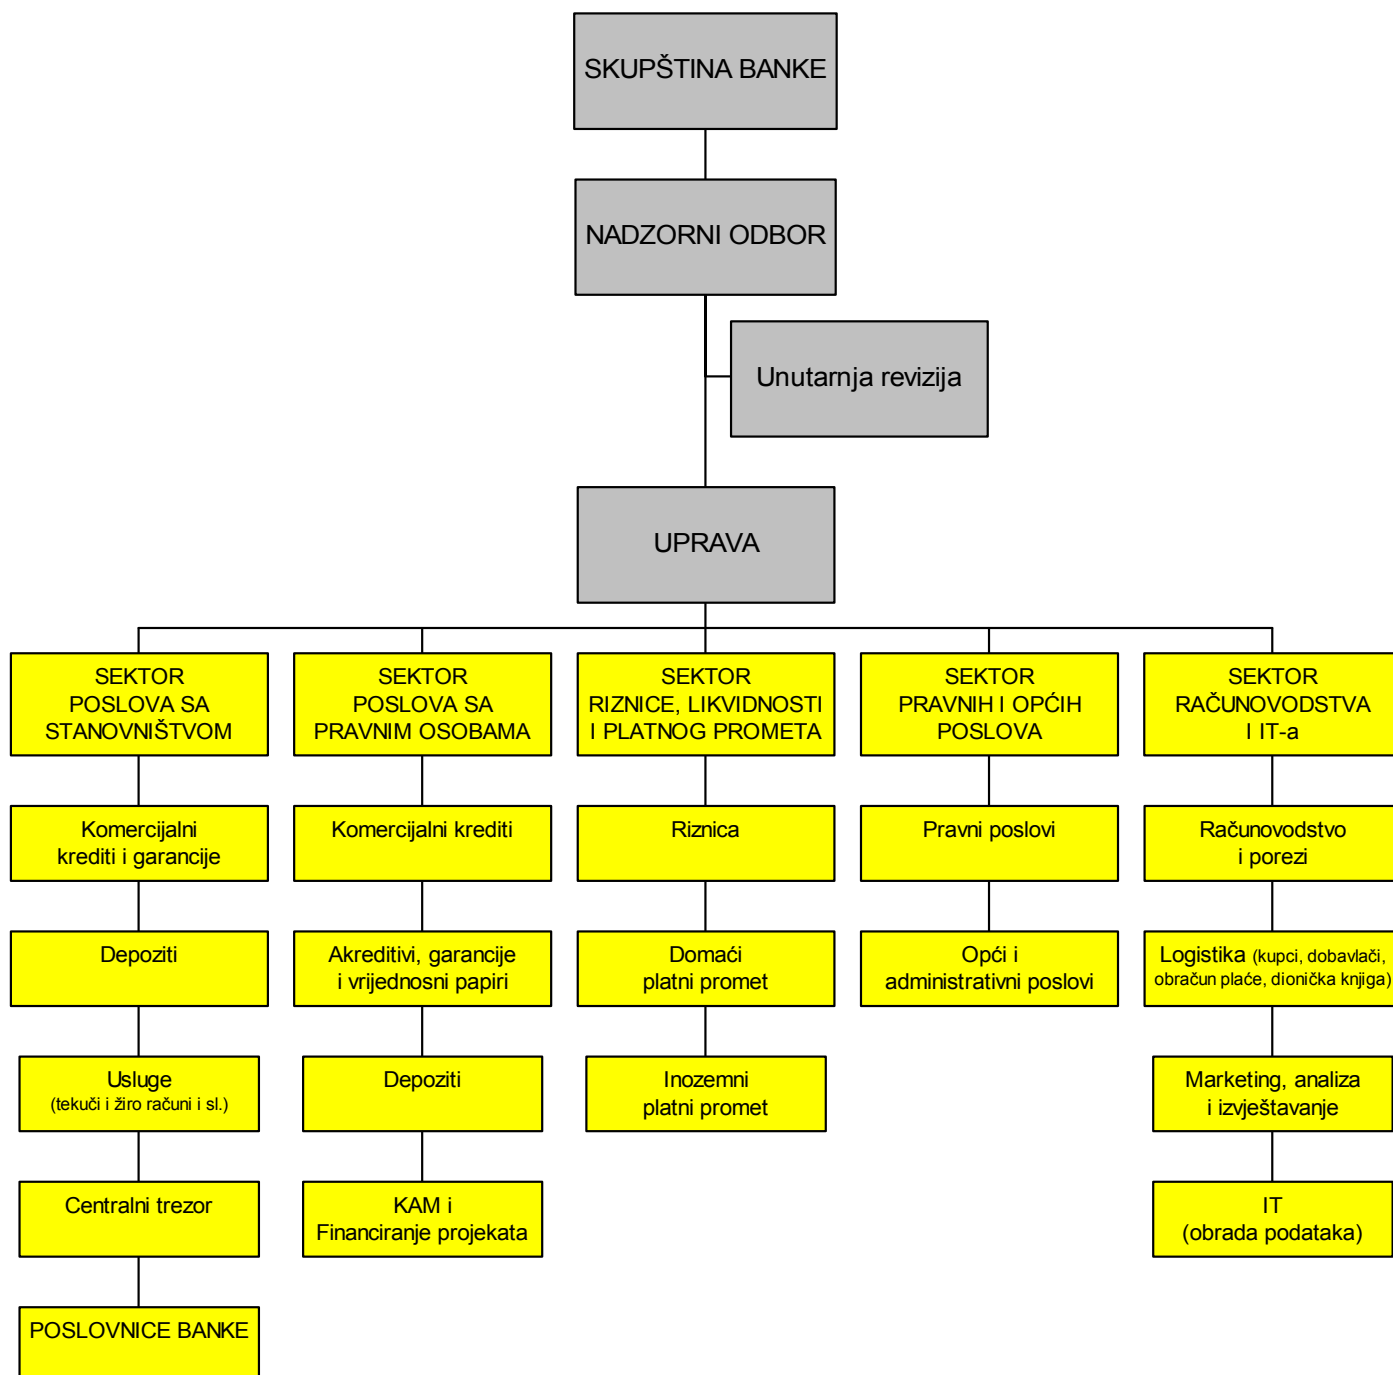 SKUPŠTINA BANKE
NADZORNI ODBOR
Unutarnja revizija
UPRAVA
SEKTOR
POSLOVA SA
STANOVNIŠTVOM
Komercijalni
krediti i garancije
Depoziti
Usluge
(tekuči i žiro računi i sl.)
Centralni trezor
POSLOVNICE BANKE
SEKTOR
POSLOVA SA
PRAVNIM OSOBAMA
Komercijalni krediti
Akreditivi, garancije
i vrijednosni papiri
Depoziti
KAM i
Financiranje projekata
SEKTOR
RIZNICE, LIKVIDNOSTI
I PLATNOG PROMETA
Riznica
Domaći
platni promet
Inozemni
platni promet
SEKTOR
PRAVNIH I OPĆIH
POSLOVA
Pravni poslovi
Opći i
administrativni poslovi
SEKTOR
RAČUNOVODSTVA
I IT-a
Računovodstvo
i porezi
Logistika (kupci, dobavlači,
obračun plaće, dionička knjiga)
Marketing, analiza
i izvještavanje
IT
(obrada podataka)